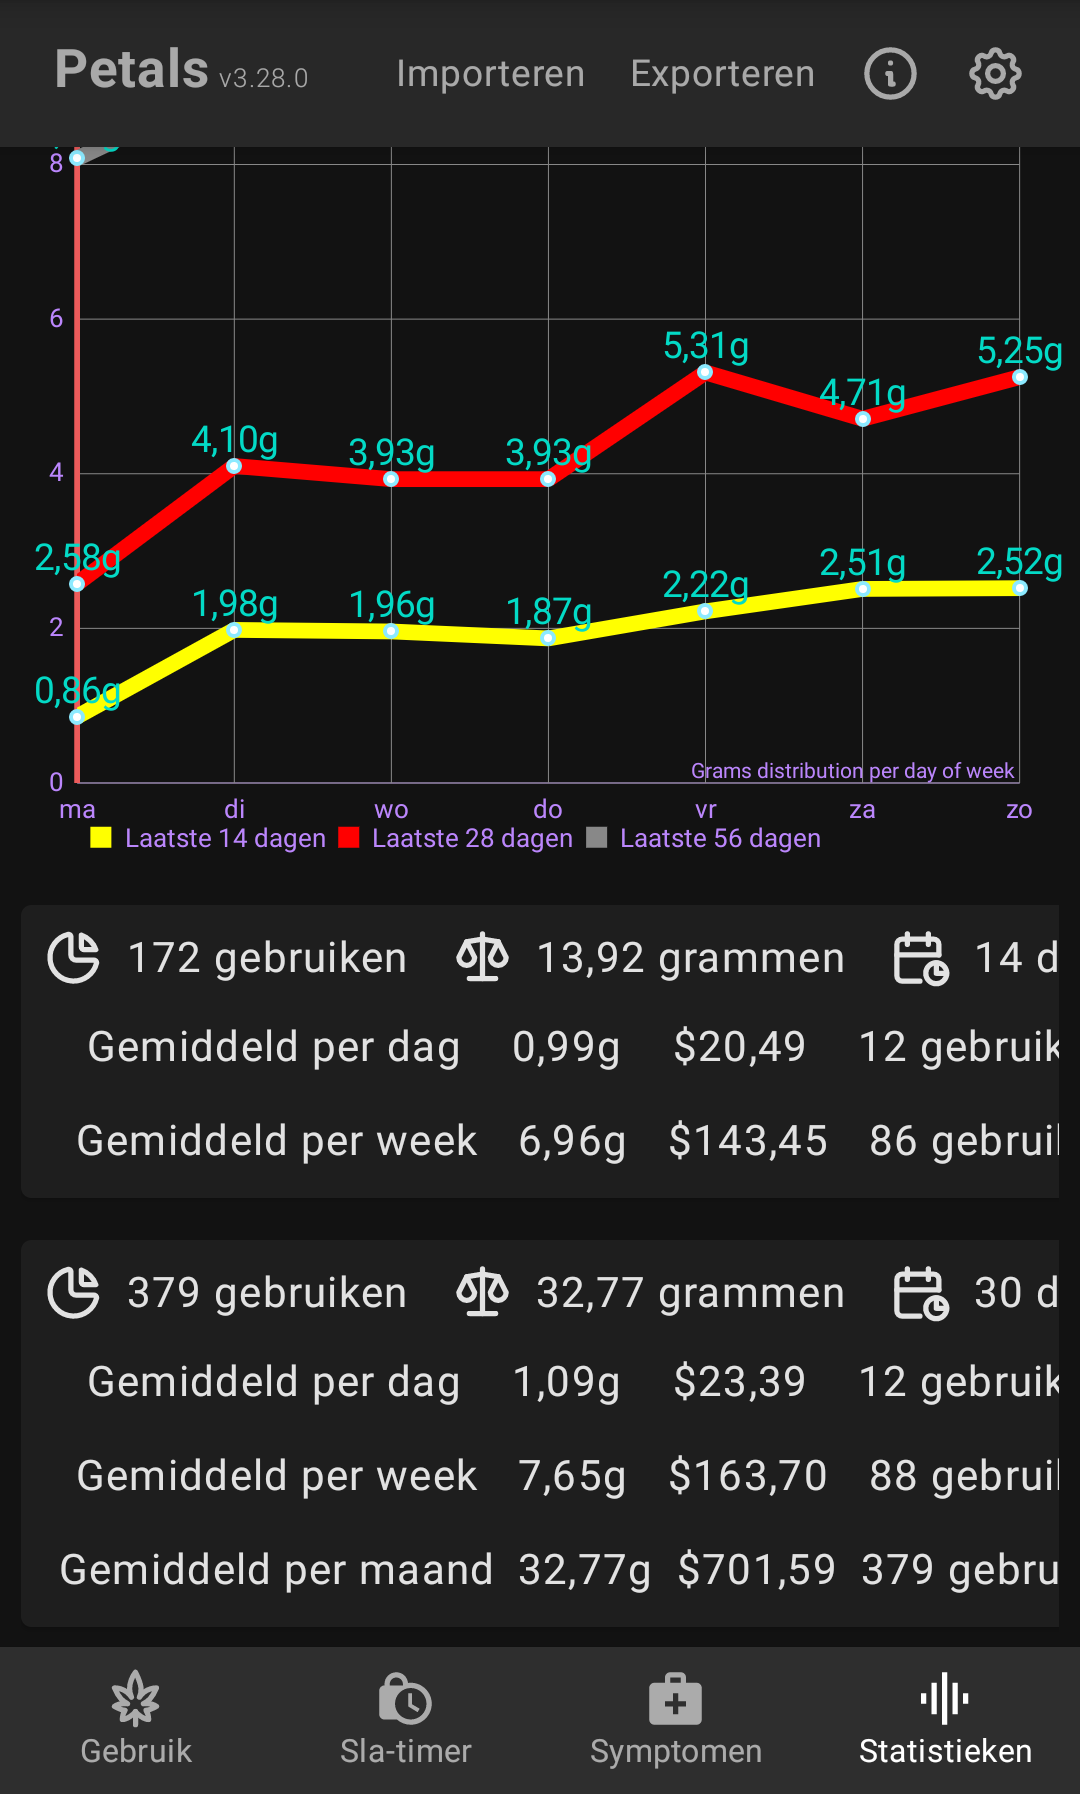 Petals v3.28.0 Importeren Exporteren
8
6
4
2
0
5,31g
5,25g
4,71g
4,10g
3,93g
3,93g
2,58g
2,51g
2,52g
2,22g
1,98g
1,96g
1,87g
0,86g
Grams distribution per day of week
ma di wo do vr za zo
Laatste 14 dagen Laatste 28 dagen Laatste 56 dagen
172 gebruiken 13,92 grammen 14 d
Gemiddeld per dag 0,99g $20,49 12 gebruik
Gemiddeld per week 6,96g $143,45 86 gebruik
379 gebruiken 32,77 grammen 30 d
Gemiddeld per dag 1,09g $23,39 12 gebruik
Gemiddeld per week 7,65g $163,70 88 gebruik
Gemiddeld per maand 32,77g $701,59 379 gebru
Gebruik Sla-timer Symptomen Statistieken